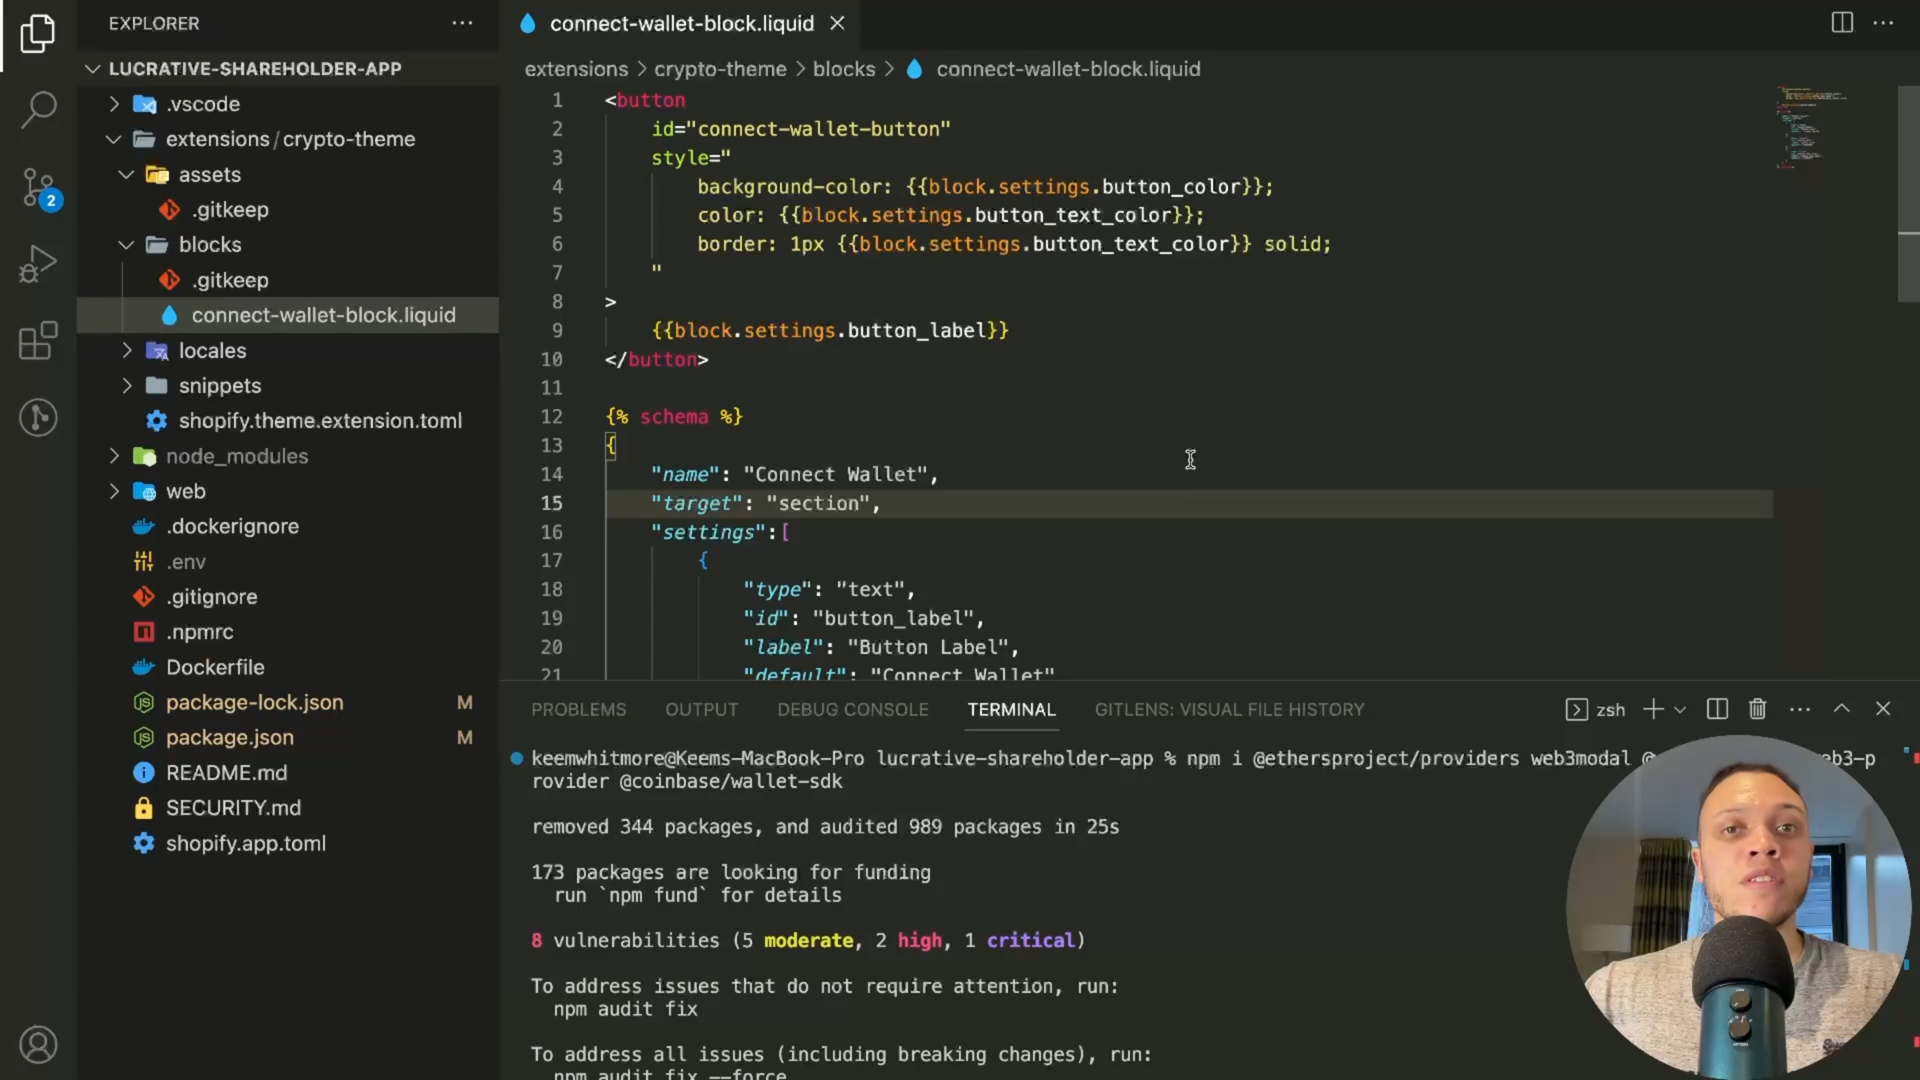 EXPLORER
LUCRATIVE-SHAREHOLDER-APP
.vscode
extensions / crypto-theme
assets
.gitkeep
blocks
.gitkeep
connect-wallet-block.liquid
locales
snippets
shopify.theme.extension.toml
node_modules
web
.dockerignore
.env
.gitignore
.npmrc
Dockerfile
package-lock.json M
package.json M
README.md
SECURITY.md
shopify.app.toml
2
connect-wallet-block.liquid
extensions > crypto-theme > blocks > connect-wallet-block.liquid
1 <button
2 id="connect-wallet-button"
3 style="
4 background-color: {{block.settings.button_color}};
5 color: {{block.settings.button_text_color}};
6 border: 1px {{block.settings.button_text_color}} solid;
7 "
8 >
9 {{block.settings.button_label}}
10 </button>
11
12 {% schema %}
13 {
14 "name": "Connect Wallet",
15 "target": "section",
16 "settings":[
17 {
18 "type": "text",
19 "id": "button_label",
20 "label": "Button Label",
21 "default": "Connect Wallet"
PROBLEMS OUTPUT DEBUG CONSOLE TERMINAL GITLENS: VISUAL FILE HISTORY zsh
keemwhitmore@Keems-MacBook-Pro lucrative-shareholder-app % npm i @ethersproject/providers web3modal
rovider @coinbase/wallet-sdk
removed 344 packages, and audited 989 packages in 25s
173 packages are looking for funding
run `npm fund` for details
8 vulnerabilities (5 moderate, 2 high, 1 critical)
To address issues that do not require attention, run:
npm audit fix
To address all issues (including breaking changes), run:
npm audit fix --force